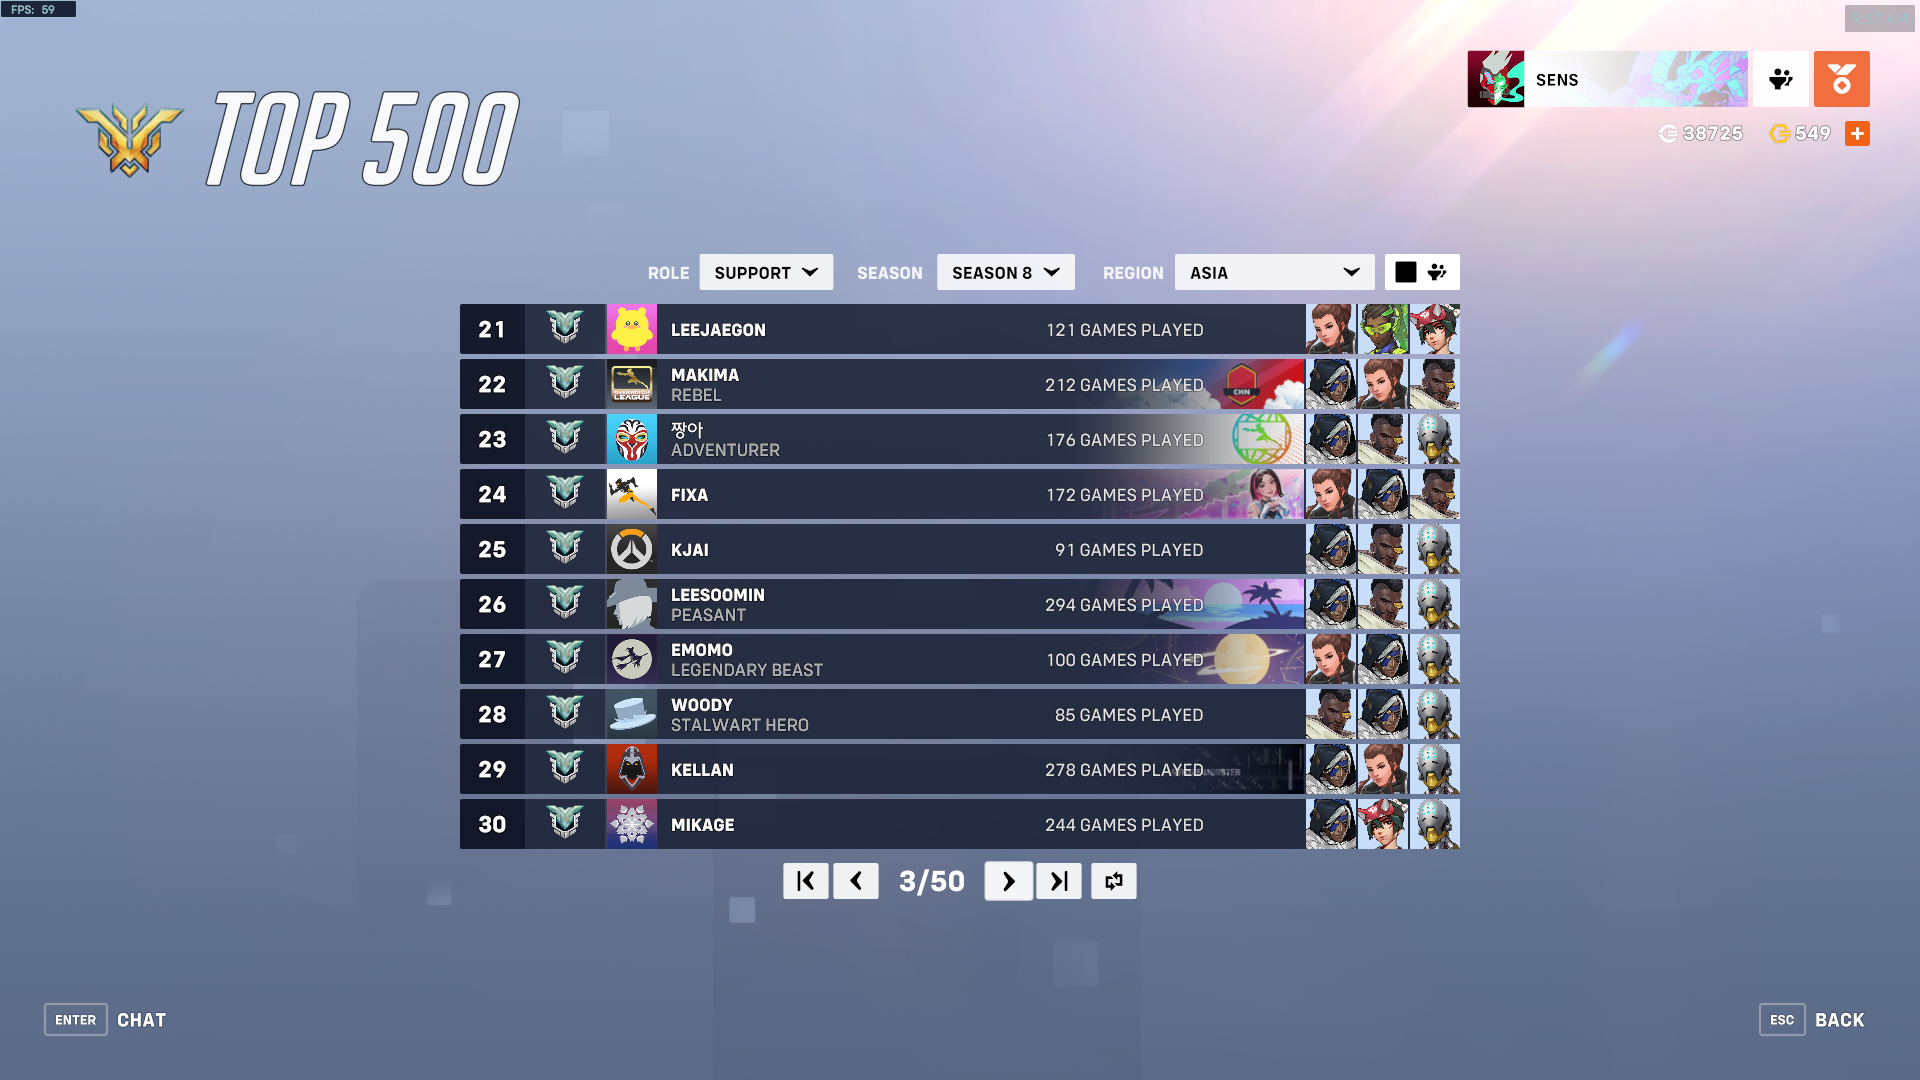 FPS: 59
TOP 500
SENS
38725
549
ROLE SUPPORT SEASON SEASON 8 REGION ASIA
21 LEEJAEGON 121 GAMES PLAYED
22 MAKIMA REBEL 212 GAMES PLAYED CHN
23 짱아 ADVENTURER 176 GAMES PLAYED
24 FIXA 172 GAMES PLAYED
25 KJAI 91 GAMES PLAYED
26 LEESOOMIN PEASANT 294 GAMES PLAYED
27 EMOMO LEGENDARY BEAST 100 GAMES PLAYED
28 WOODY STALWART HERO 85 GAMES PLAYED
29 KELLAN 278 GAMES PLAYED
30 MIKAGE 244 GAMES PLAYED
3/50
ENTER CHAT
ESC BACK